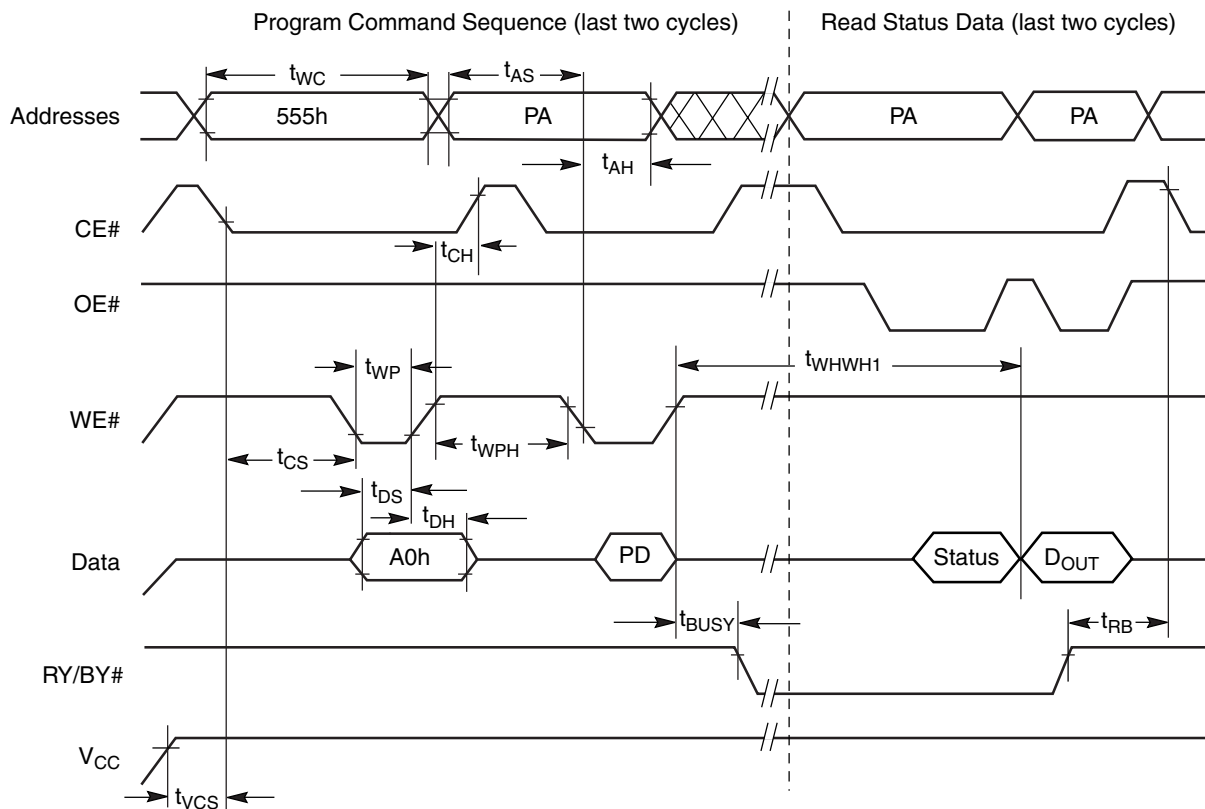 Program Command Sequence (last two cycles)
Read Status Data (last two cycles)
tWC
tAS
Addresses
555h
PA
PA
PA
tAH
CE#
tCH
OE#
tWP
tWHWH1
WE#
tWPH
tCS
tDS
tDH
Data
A0h
PD
Status
DOUT
tBUSY
tRB
RY/BY#
VCC
tVCS